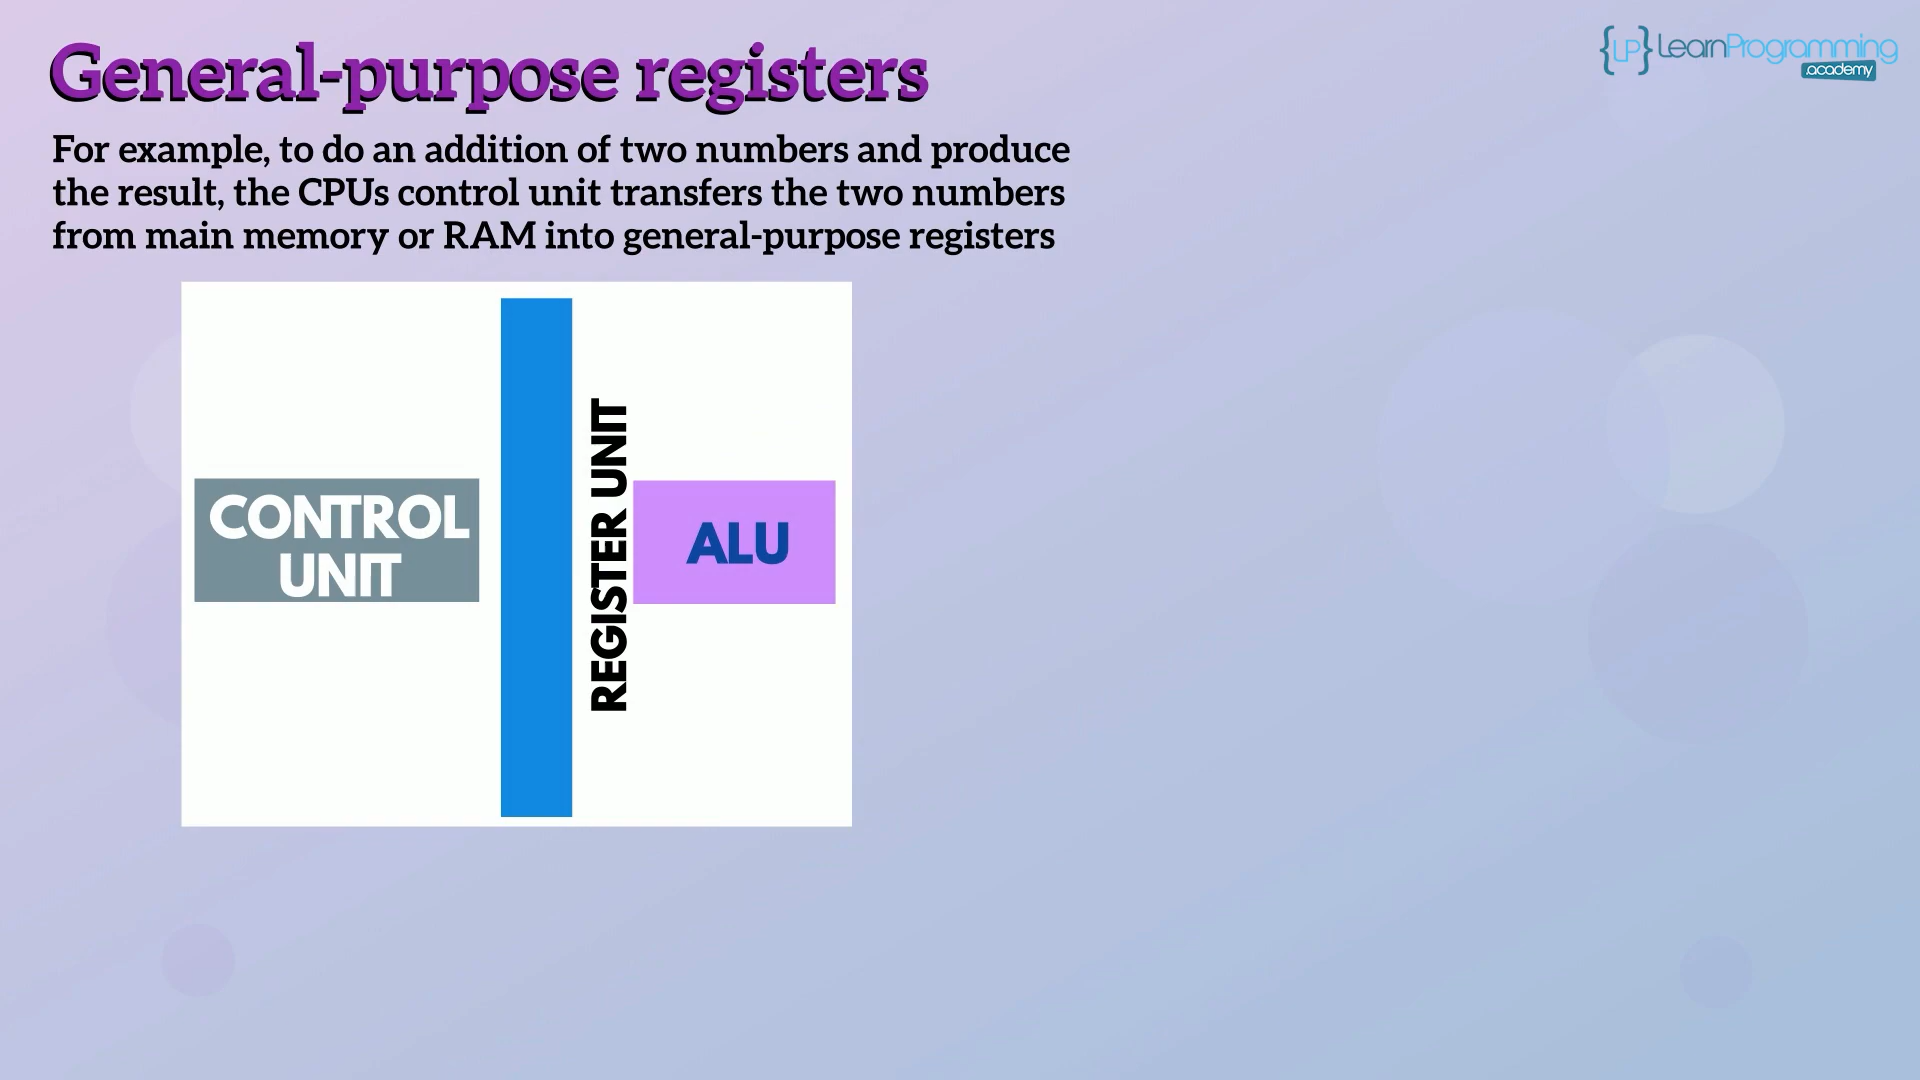 General-purpose registers
{LP} LearnProgramming
.academy
For example, to do an addition of two numbers and produce
the result, the CPUs control unit transfers the two numbers
from main memory or RAM into general-purpose registers
CONTROL
UNIT
REGISTER UNIT
ALU